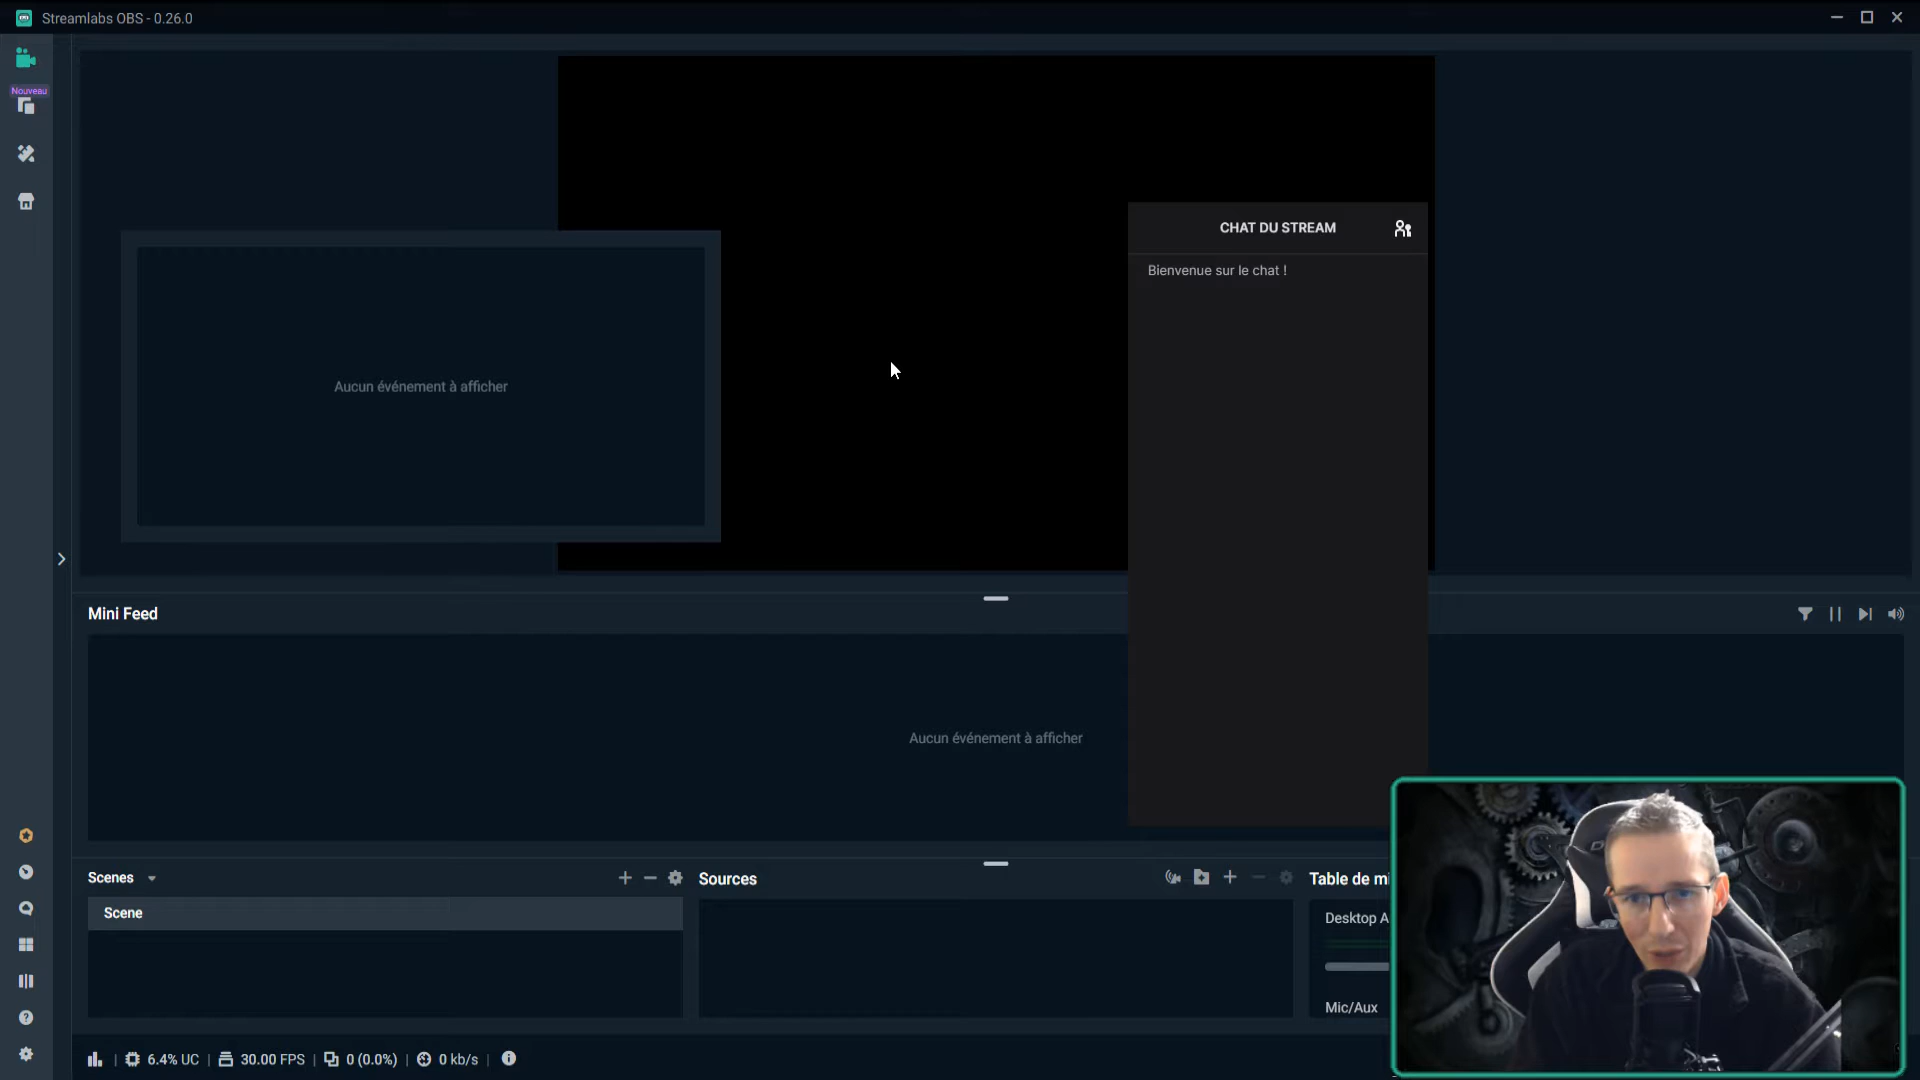 Streamlabs OBS - 0.26.0
Nouveau
CHAT DU STREAM
Bienvenue sur le chat !
Aucun événement à afficher
Mini Feed
Aucun événement à afficher
Scenes
Sources
Table de mi
Scene
Desktop A
Mic/Aux
6.4% UC
30.00 FPS
0 (0.0%)
0 kb/s